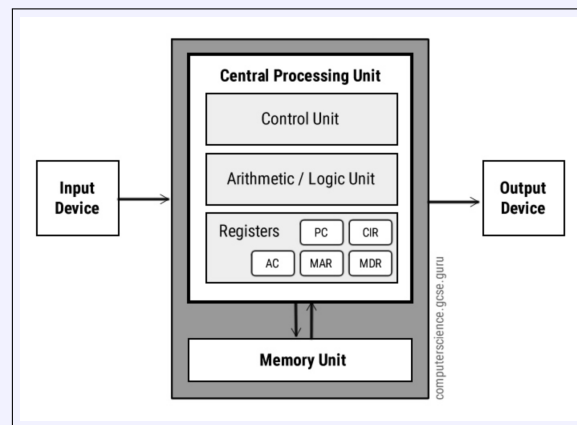 Central Processing Unit
Control Unit
Arithmetic / Logic Unit
Input
Device
Output
Device
Registers
PC
CIR
AC
MAR
MDR
Memory Unit
computerscience.gcse.guru